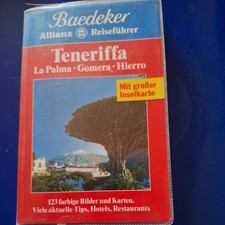 Baedeker
Allianz Reiseführer
Teneriffa
La Palma · Gomera · Hierro
Mit großer
Inselkarte
123 farbige Bilder und Karten.
Viele aktuelle Tips, Hotels, Restaurants